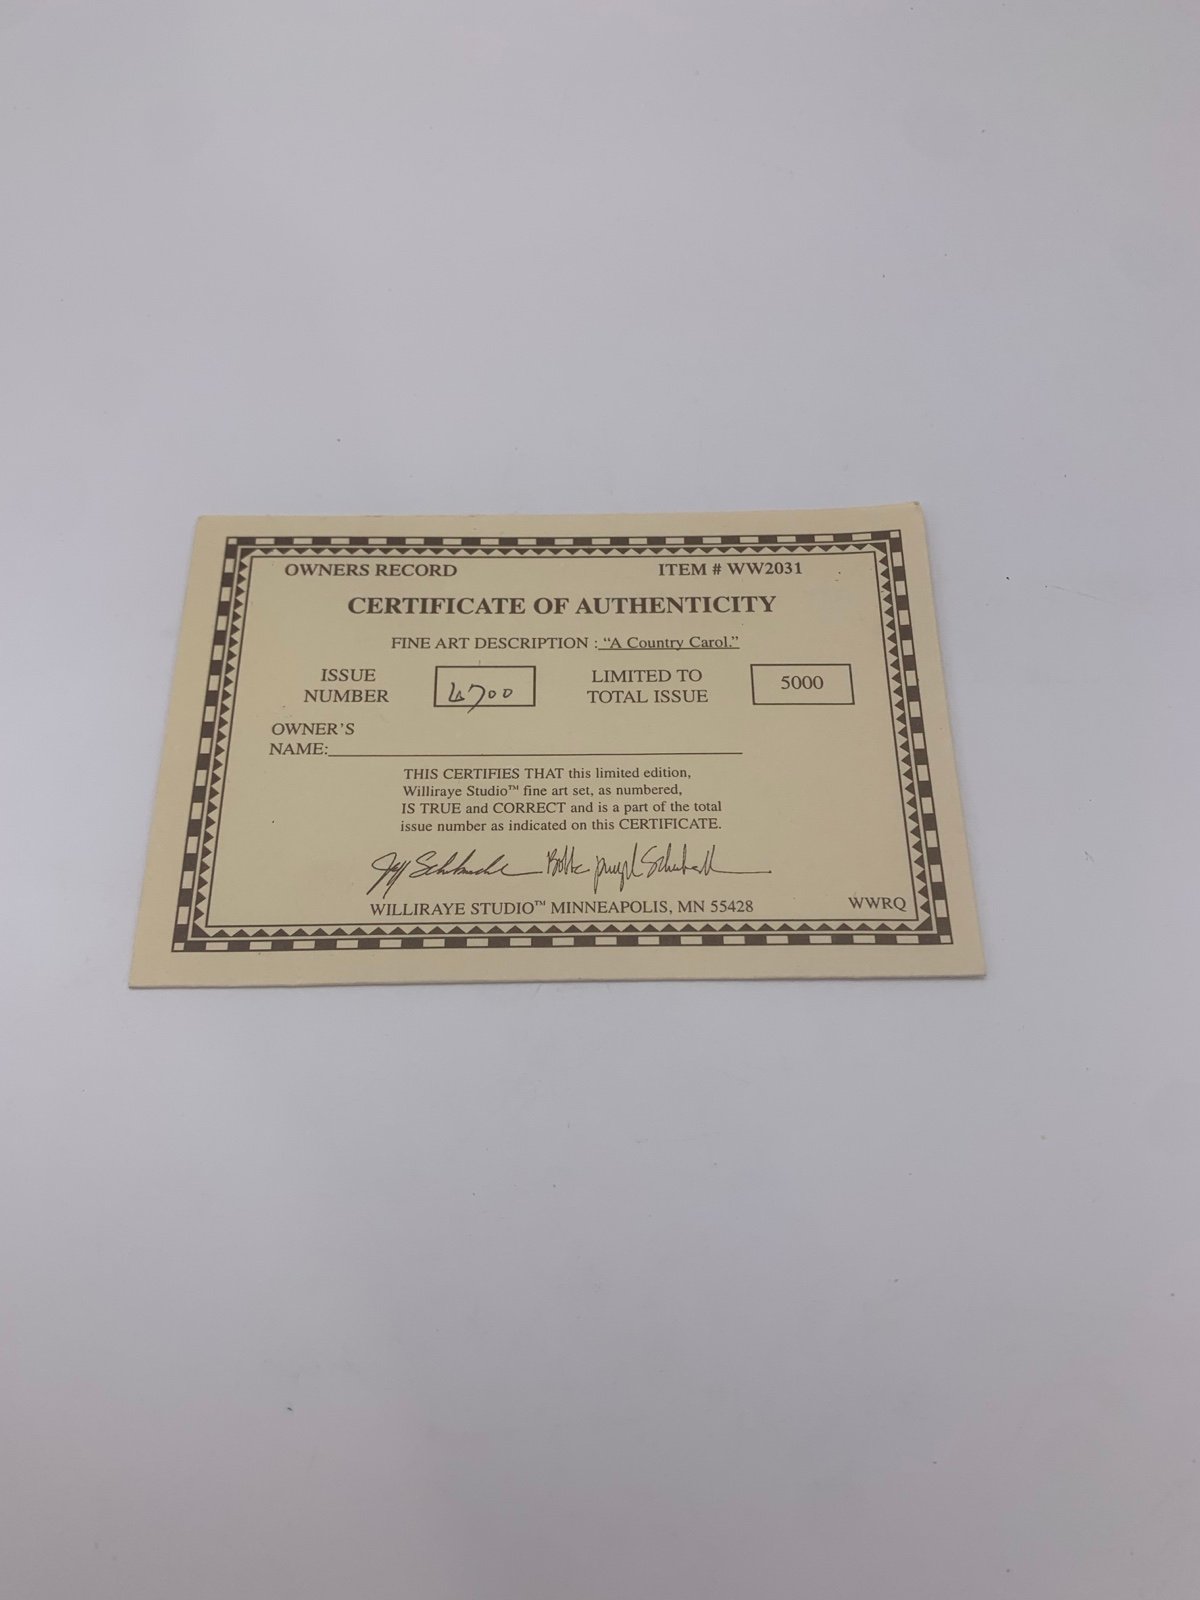 OWNERS RECORD ITEM # WW2031
CERTIFICATE OF AUTHENTICITY
FINE ART DESCRIPTION : “A Country Carol.”
ISSUE NUMBER 4700 LIMITED TO TOTAL ISSUE 5000
OWNER’S
NAME:
THIS CERTIFIES THAT this limited edition,
Williraye Studio™ fine art set, as numbered,
IS TRUE and CORRECT and is a part of the total
issue number as indicated on this CERTIFICATE.
WILLIRAYE STUDIO™ MINNEAPOLIS, MN 55428 WWRQ